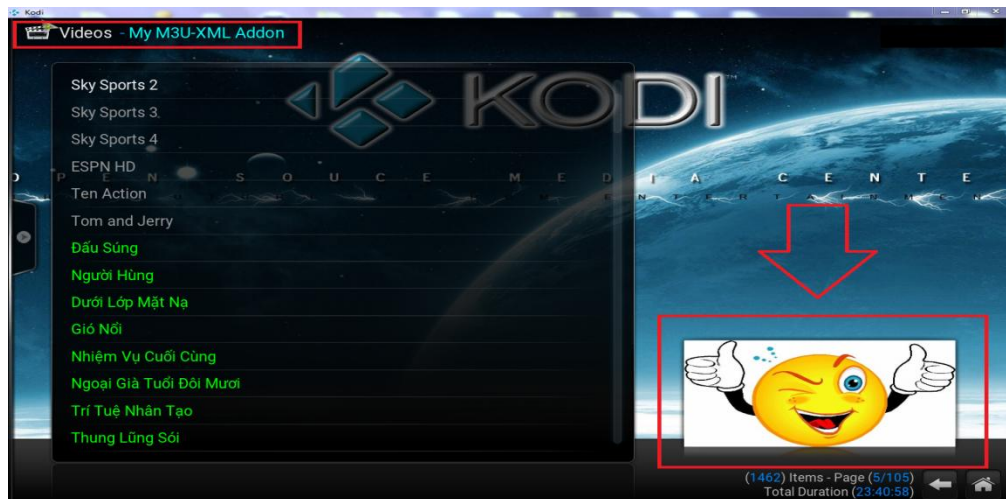 Kodi
Videos - My M3U-XML Addon
KODI
Sky Sports 2
Sky Sports 3
Sky Sports 4
ESPN HD
OPEN SOUCE MEDIA CENTE
Ten Action
ENTERTAINMEN
Tom and Jerry
Đấu Súng
Người Hùng
Dưới Lớp Mặt Nạ
Gió Nổi
Nhiệm Vụ Cuối Cùng
Ngoại Già Tuổi Đôi Mươi
Trí Tuệ Nhân Tạo
Thung Lũng Sói
(1462) Items - Page (5/105)
Total Duration (23:40:58)